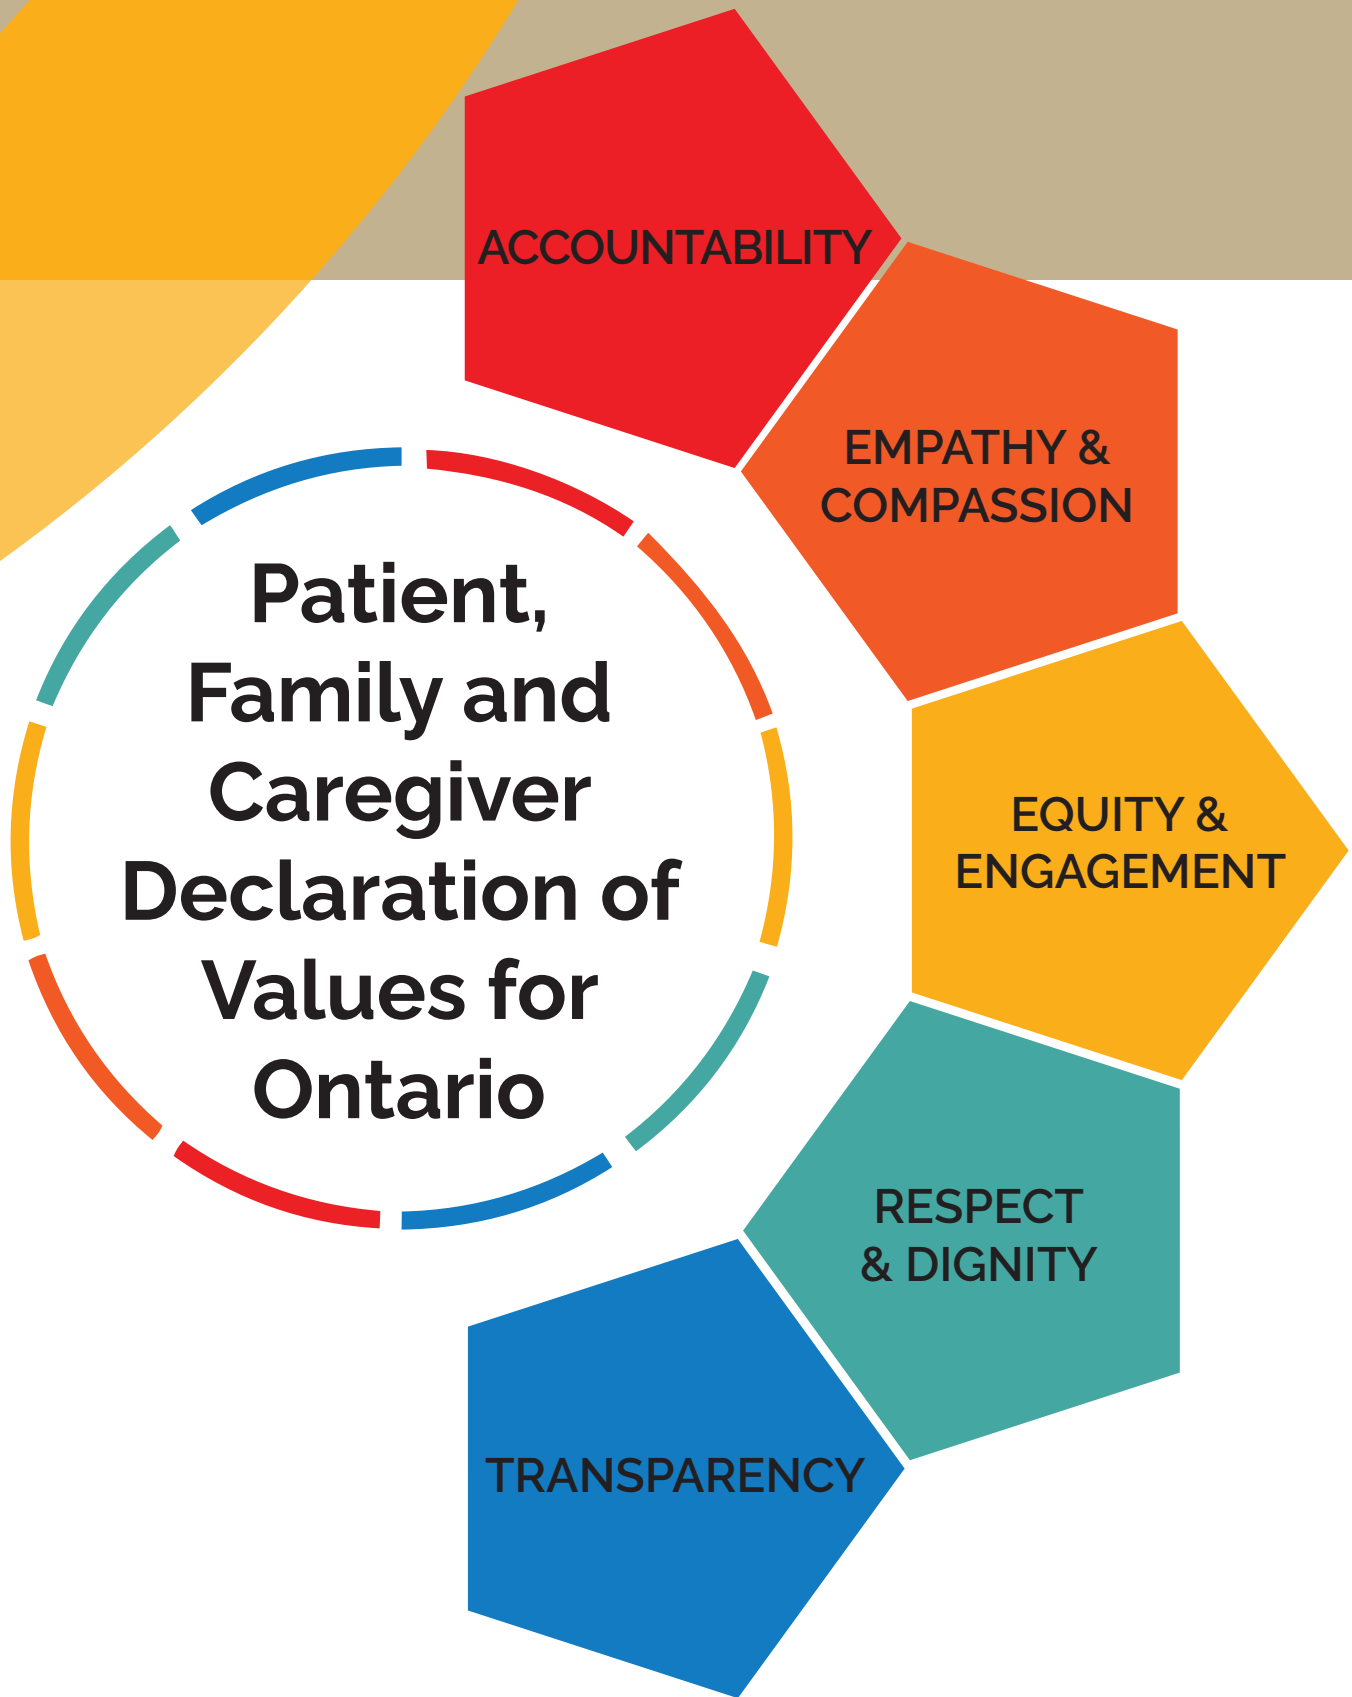 ACCOUNTABILITY
EMPATHY &
COMPASSION
Patient,
Family and
Caregiver
Declaration of
Values for
Ontario
EQUITY &
ENGAGEMENT
RESPECT
& DIGNITY
TRANSPARENCY